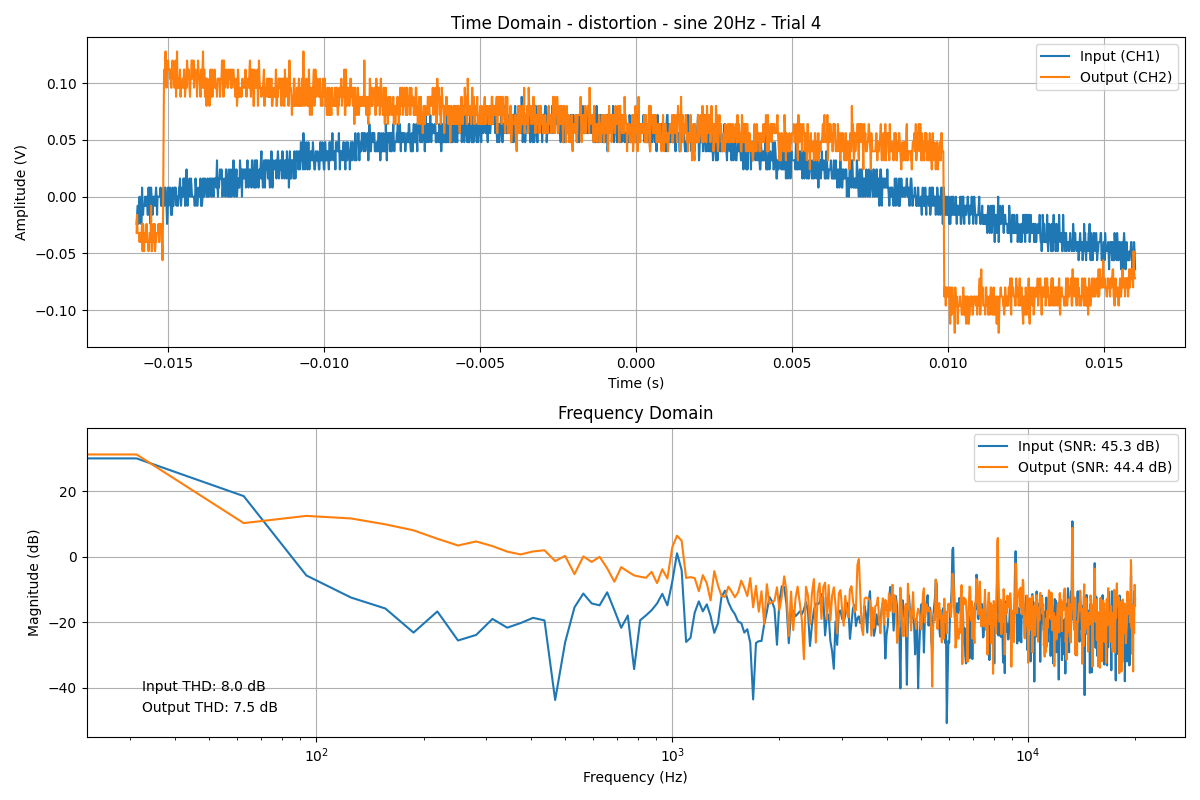 Time Domain - distortion - sine 20Hz - Trial 4
Amplitude (V)
0.10
0.05
0.00
−0.05
−0.10
Input (CH1)
Output (CH2)
−0.015
−0.010
−0.005
0.000
0.005
0.010
0.015
Time (s)
Frequency Domain
Magnitude (dB)
20
0
−20
−40
Input (SNR: 45.3 dB)
Output (SNR: 44.4 dB)
Input THD: 8.0 dB
Output THD: 7.5 dB
10²
10³
10⁴
Frequency (Hz)